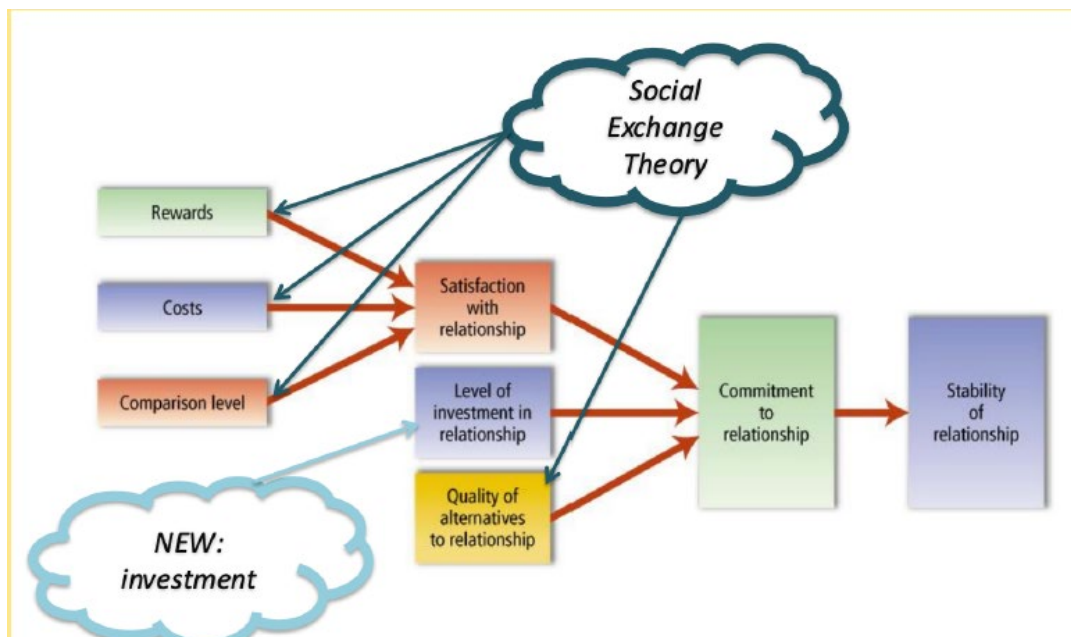 Social
Exchange
Theory
Rewards
Costs
Comparison level
Satisfaction
with
relationship
Level of
investment in
relationship
Quality of
alternatives
to relationship
Commitment
to
relationship
Stability
of
relationship
NEW:
investment